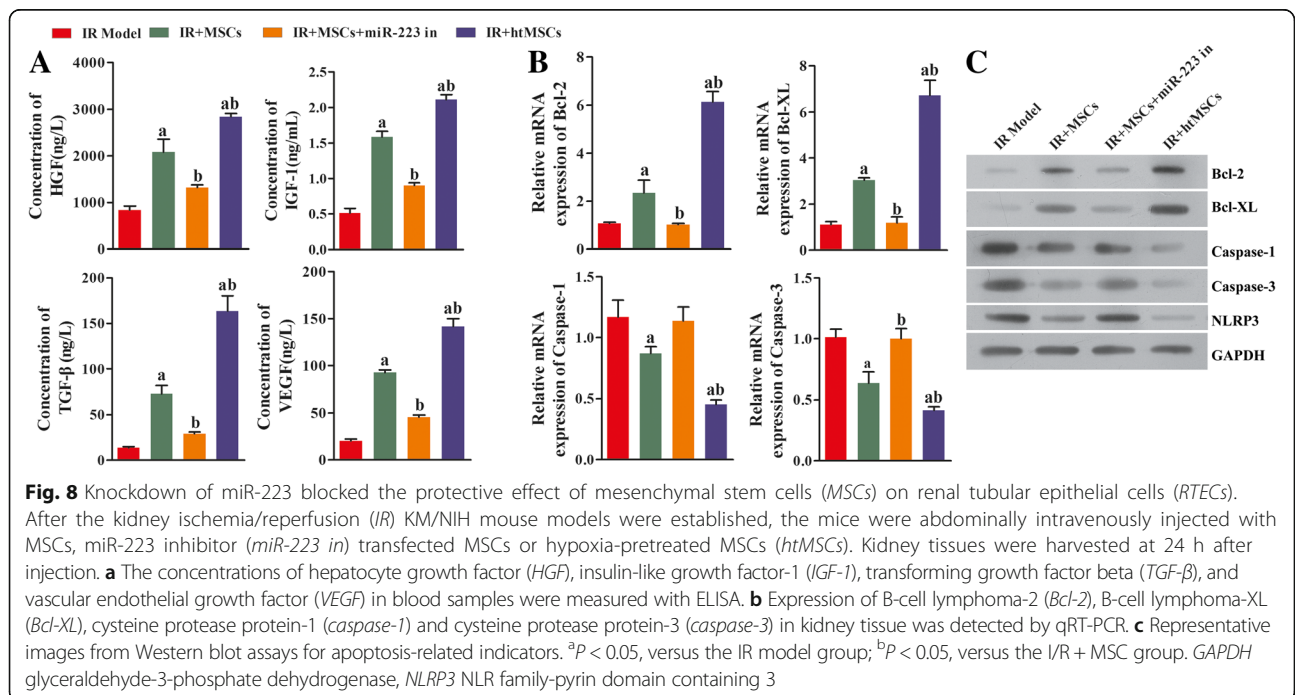 IR Model IR+MSCs IR+MSCs+miR-223 in IR+htMSCs
A
Concentration of
HGF(ng/L)
4000
3000
2000
1000
0
a
b
ab
Concentration of
IGF-1(ng/mL)
2.5
2.0
1.5
1.0
0.5
0.0
a
b
ab
Concentration of
TGF-β (ng/L)
200
150
100
50
0
a
b
ab
Concentration of
VEGF(ng/L)
200
150
100
50
0
a
b
ab
B
Relative mRNA
expression of Bcl-2
8
6
4
2
0
a
b
ab
Relative mRNA
expression of Bcl-XL
8
6
4
2
0
a
b
ab
Relative mRNA
expression of Caspase-1
1.5
1.0
0.5
0.0
a
ab
Relative mRNA
expression of Caspase-3
1.5
1.0
0.5
0.0
a
b
ab
C
IR Model
IR+MSCs
IR+MSCs+miR-223 in
IR+htMSCs
Bcl-2
Bcl-XL
Caspase-1
Caspase-3
NLRP3
GAPDH
Fig. 8 Knockdown of miR-223 blocked the protective effect of mesenchymal stem cells (MSCs) on renal tubular epithelial cells (RTECs).
After the kidney ischemia/reperfusion (IR) KM/NIH mouse models were established, the mice were abdominally intravenously injected with
MSCs, miR-223 inhibitor (miR-223 in) transfected MSCs or hypoxia-pretreated MSCs (htMSCs). Kidney tissues were harvested at 24 h after
injection. a The concentrations of hepatocyte growth factor (HGF), insulin-like growth factor-1 (IGF-1), transforming growth factor beta (TGF-β), and
vascular endothelial growth factor (VEGF) in blood samples were measured with ELISA. b Expression of B-cell lymphoma-2 (Bcl-2), B-cell lymphoma-XL
(Bcl-XL), cysteine protease protein-1 (caspase-1) and cysteine protease protein-3 (caspase-3) in kidney tissue was detected by qRT-PCR. c Representative
images from Western blot assays for apoptosis-related indicators. aP < 0.05, versus the IR model group; bP < 0.05, versus the I/R + MSC group. GAPDH
glyceraldehyde-3-phosphate dehydrogenase, NLRP3 NLR family-pyrin domain containing 3